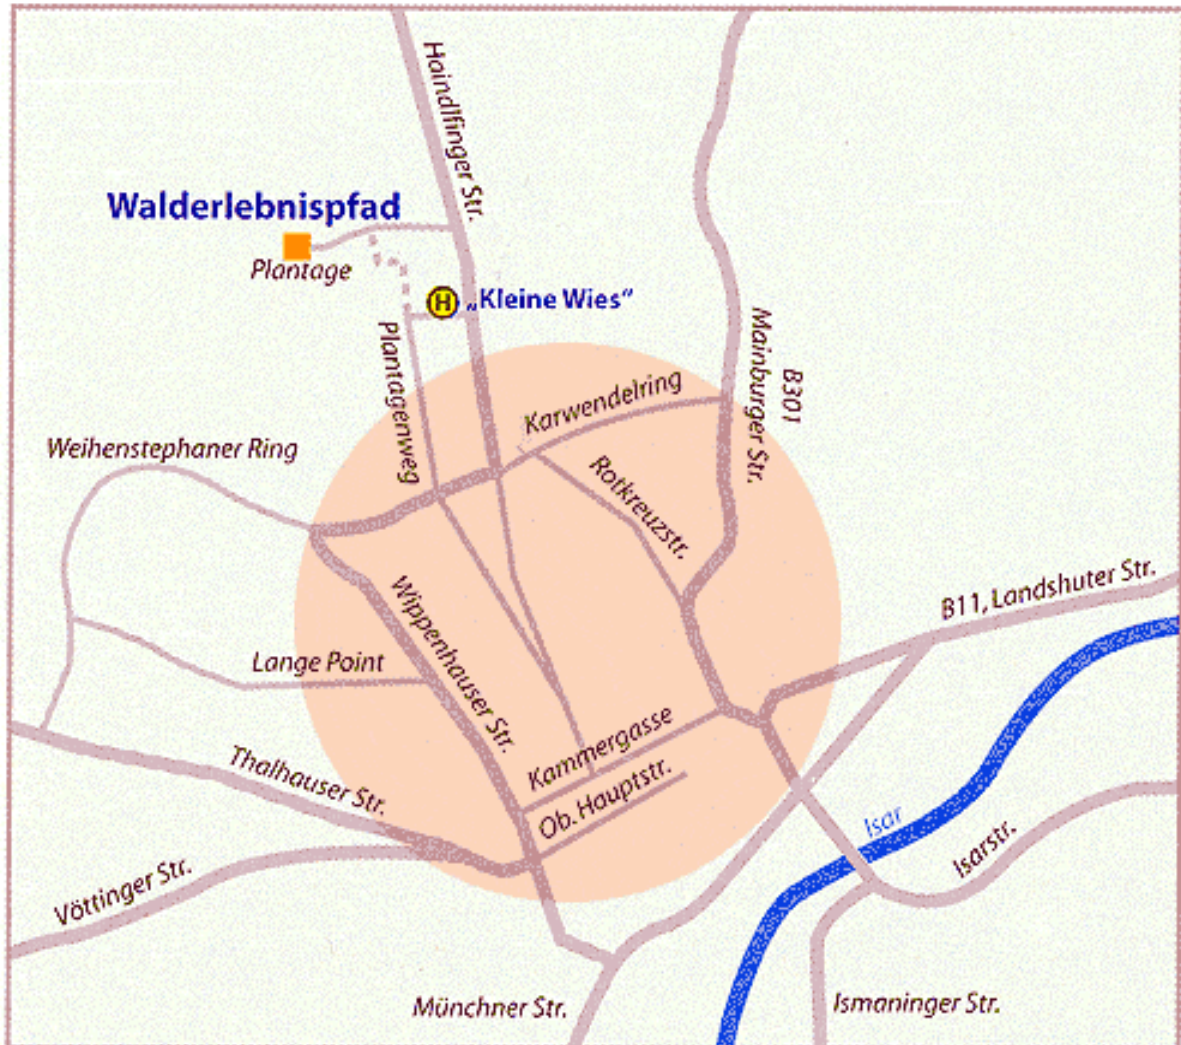 Haindlfinger Str.
Walderlebnispfad
Plantage
H
„Kleine Wies“
Plantagenweg
Mainburger Str.
B301
Karwendelring
Weihenstephaner Ring
Rotkreuzstr.
Wippenhauser Str.
B11, Landshuter Str.
Lange Point
Kammergasse
Thalhauser Str.
Ob. Hauptstr.
Isar
Isarstr.
Vöttinger Str.
Münchner Str.
Ismaninger Str.